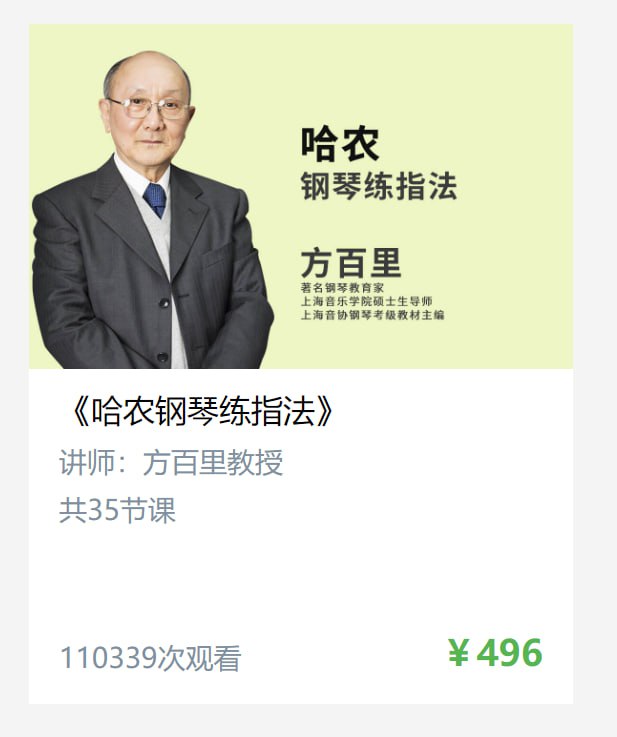 哈农
钢琴练指法
方百里
著名钢琴教育家
上海音乐学院硕士生导师
上海音协钢琴考级教材主编
《哈农钢琴练指法》
讲师：方百里教授
共35节课
110339次观看
￥496